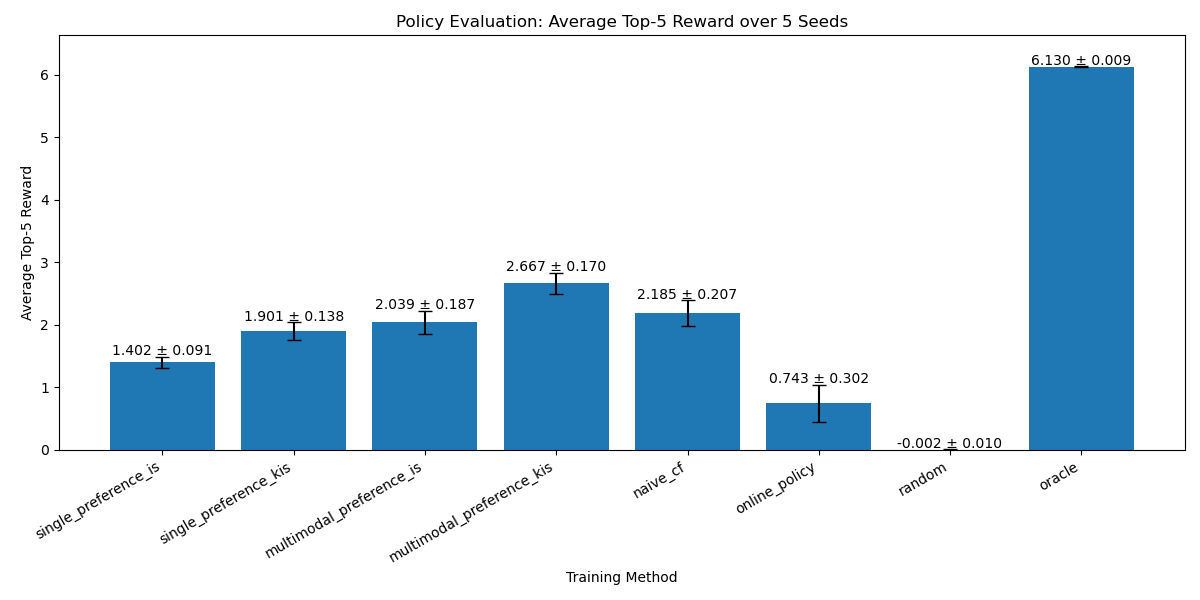 Policy Evaluation: Average Top-5 Reward over 5 Seeds
Average Top-5 Reward
6
5
4
3
2
1
0
1.402 ± 0.091
1.901 ± 0.138
2.039 ± 0.187
2.667 ± 0.170
2.185 ± 0.207
0.743 ± 0.302
-0.002 ± 0.010
6.130 ± 0.009
single_preference_is
single_preference_kis
multimodal_preference_is
multimodal_preference_kis
naive_cf
online_policy
random
oracle
Training Method